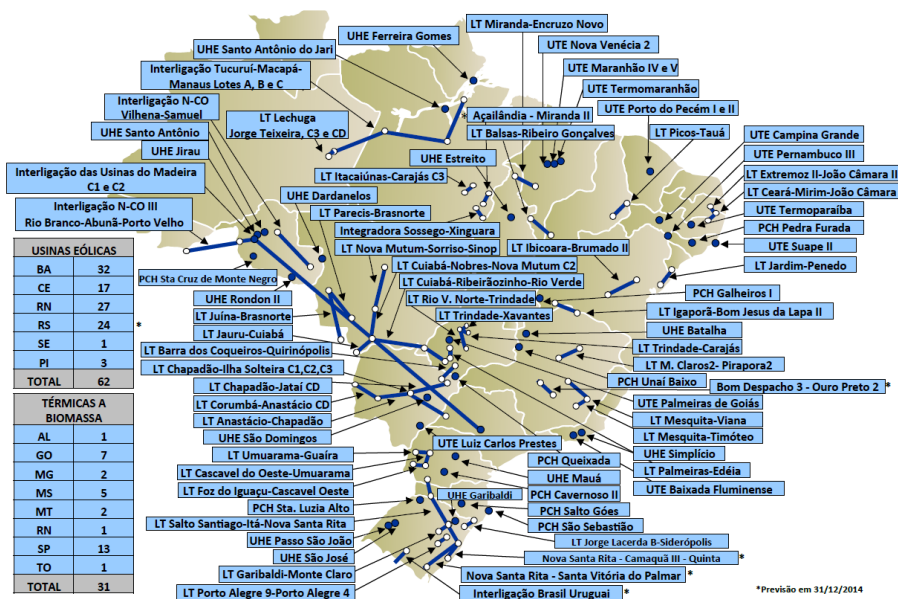 LT Miranda-Encruzo Novo
UHE Ferreira Gomes
UTE Nova Venécia 2
UHE Santo Antônio do Jari
UTE Maranhão IV e V
Interligação Tucuruí-Macapá-
Manaus Lotes A, B e C
UTE Termomaranhão
UTE Porto do Pecém I e II
Interligação N-CO
Vilhena-Samuel
LT Lechuga
Jorge Teixeira, C3 e CD
* Açailândia - Miranda II
LT Balsas-Ribeiro Gonçalves
LT Picos-Tauá
UHE Santo Antônio
UTE Campina Grande
UHE Jirau
UHE Estreito
UTE Pernambuco III
Interligação das Usinas do Madeira
C1 e C2
LT Itacaiúnas-Carajás C3
LT Extremoz II-João Câmara II
UHE Dardanelos
LT Ceará-Mirim-João Câmara
Interligação N-CO III
Rio Branco-Abunã-Porto Velho
LT Parecis-Brasnorte
UTE Termoparaíba
Integradora Sossego-Xinguara
PCH Pedra Furada
LT Nova Mutum-Sorriso-Sinop
LT Ibicoara-Brumado II
UTE Suape II
LT Cuiabá-Nobres-Nova Mutum C2
LT Jardim-Penedo
PCH Sta Cruz de Monte Negro
LT Cuiabá-Ribeirãozinho-Rio Verde
UHE Rondon II
LT Rio V. Norte-Trindade
PCH Galheiros I
LT Juína-Brasnorte
LT Trindade-Xavantes
LT Igaporã-Bom Jesus da Lapa II
LT Jauru-Cuiabá
UHE Batalha
LT Barra dos Coqueiros-Quirinópolis
LT Trindade-Carajás
LT Chapadão-Ilha Solteira C1,C2,C3
LT M. Claros2- Pirapora2
LT Chapadão-Jataí CD
PCH Unaí Baixo
Bom Despacho 3 - Ouro Preto 2 *
LT Corumbá-Anastácio CD
UTE Palmeiras de Goiás
LT Anastácio-Chapadão
LT Mesquita-Viana
UHE São Domingos
LT Mesquita-Timóteo
UTE Luiz Carlos Prestes
UHE Simplício
LT Umuarama-Guaíra
PCH Queixada
LT Palmeiras-Edéia
LT Cascavel do Oeste-Umuarama
UHE Mauá
UTE Baixada Fluminense
LT Foz do Iguaçu-Cascavel Oeste
UHE Garibaldi
PCH Cavernoso II
PCH Sta. Luzia Alto
PCH Salto Góes
LT Salto Santiago-Itá-Nova Santa Rita
PCH São Sebastião
UHE Passo São João
LT Jorge Lacerda B-Siderópolis
UHE São José
Nova Santa Rita - Camaquã III - Quinta *
LT Garibaldi-Monte Claro
Nova Santa Rita - Santa Vitória do Palmar *
LT Porto Alegre 9-Porto Alegre 4
Interligação Brasil Uruguai *
USINAS EÓLICAS
BA 32
CE 17
RN 27
RS 24 *
SE 1
PI 3
TOTAL 62
TÉRMICAS A
BIOMASSA
AL 1
GO 7
MG 2
MS 5
MT 2
RN 1
SP 13
TO 1
TOTAL 31
*Previsão em 31/12/2014